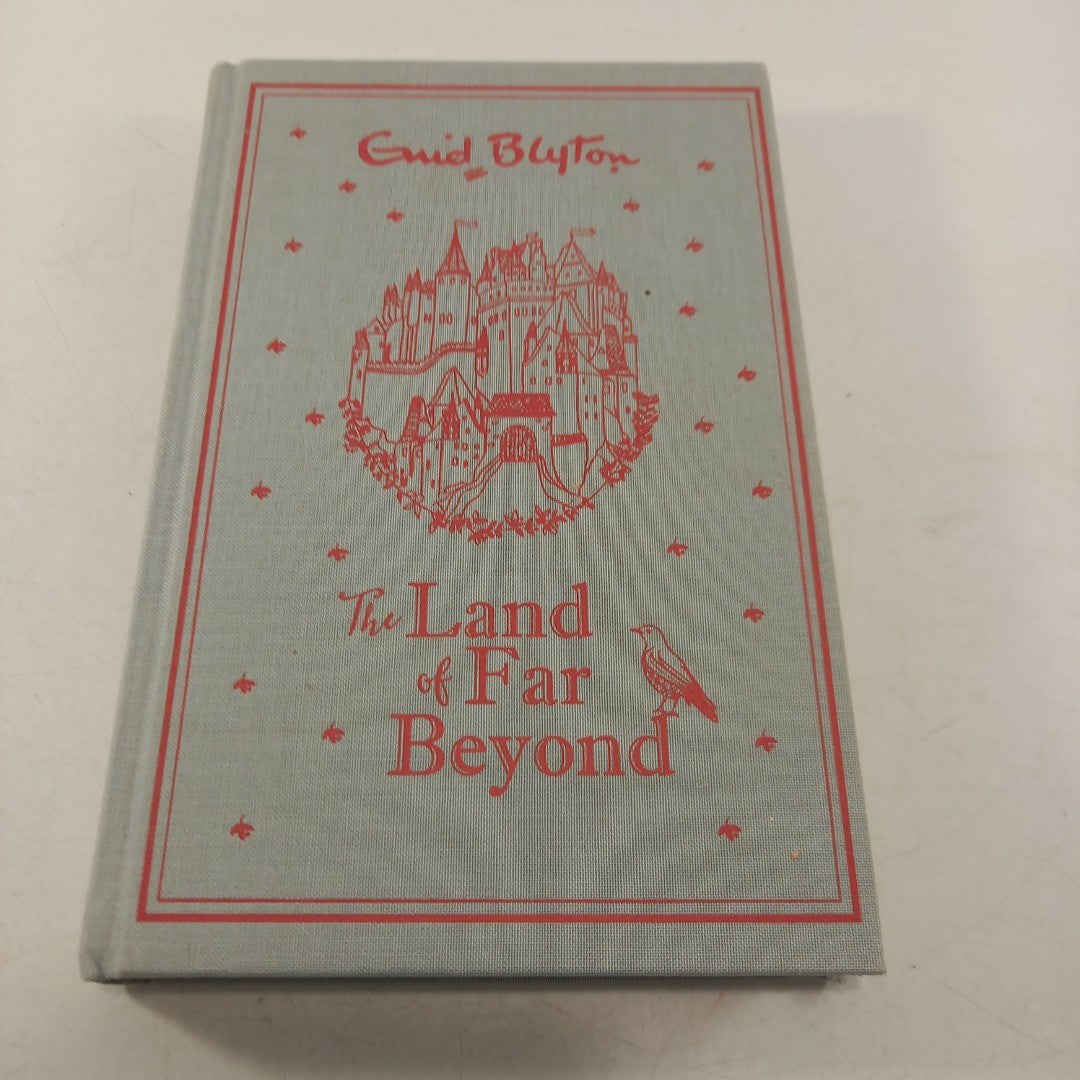 Enid Blyton
The Land
of Far
Beyond